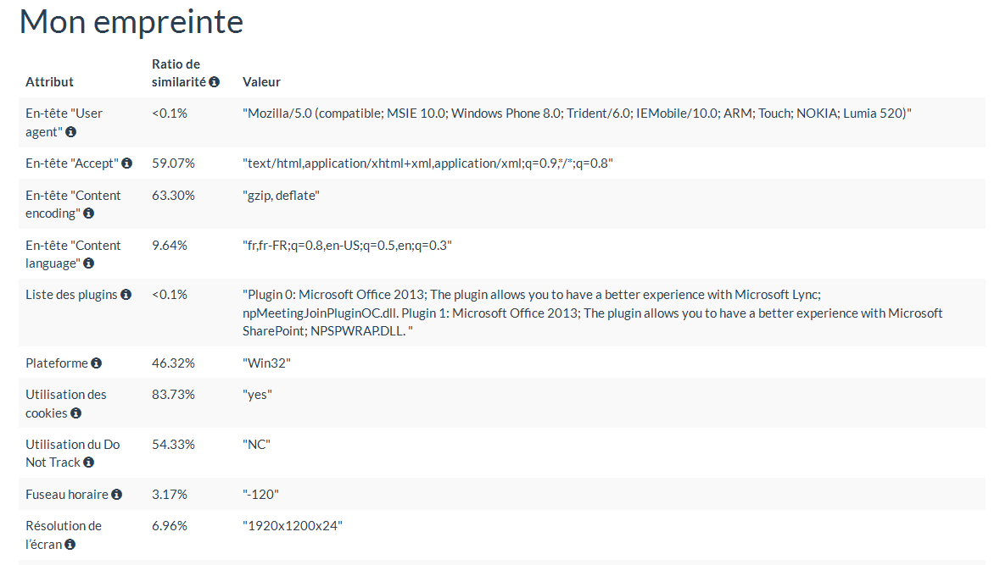 Mon empreinte
Ratio de
Attribut similarité Valeur
En-tête "User <0.1% "Mozilla/5.0 (compatible; MSIE 10.0; Windows Phone 8.0; Trident/6.0; IEMobile/10.0; ARM; Touch; NOKIA; Lumia 520)"
agent"
En-tête "Accept" 59.07% "text/html,application/xhtml+xml,application/xml;q=0.9,*/*;q=0.8"
En-tête "Content 63.30% "gzip, deflate"
encoding"
En-tête "Content 9.64% "fr,fr-FR;q=0.8,en-US;q=0.5,en;q=0.3"
language"
Liste des plugins <0.1% "Plugin 0: Microsoft Office 2013; The plugin allows you to have a better experience with Microsoft Lync;
npMeetingJoinPluginOC.dll. Plugin 1: Microsoft Office 2013; The plugin allows you to have a better experience with Microsoft
SharePoint; NPSPWRAP.DLL. "
Plateforme 46.32% "Win32"
Utilisation des 83.73% "yes"
cookies
Utilisation du Do 54.33% "NC"
Not Track
Fuseau horaire 3.17% "-120"
Résolution de 6.96% "1920x1200x24"
l'écran